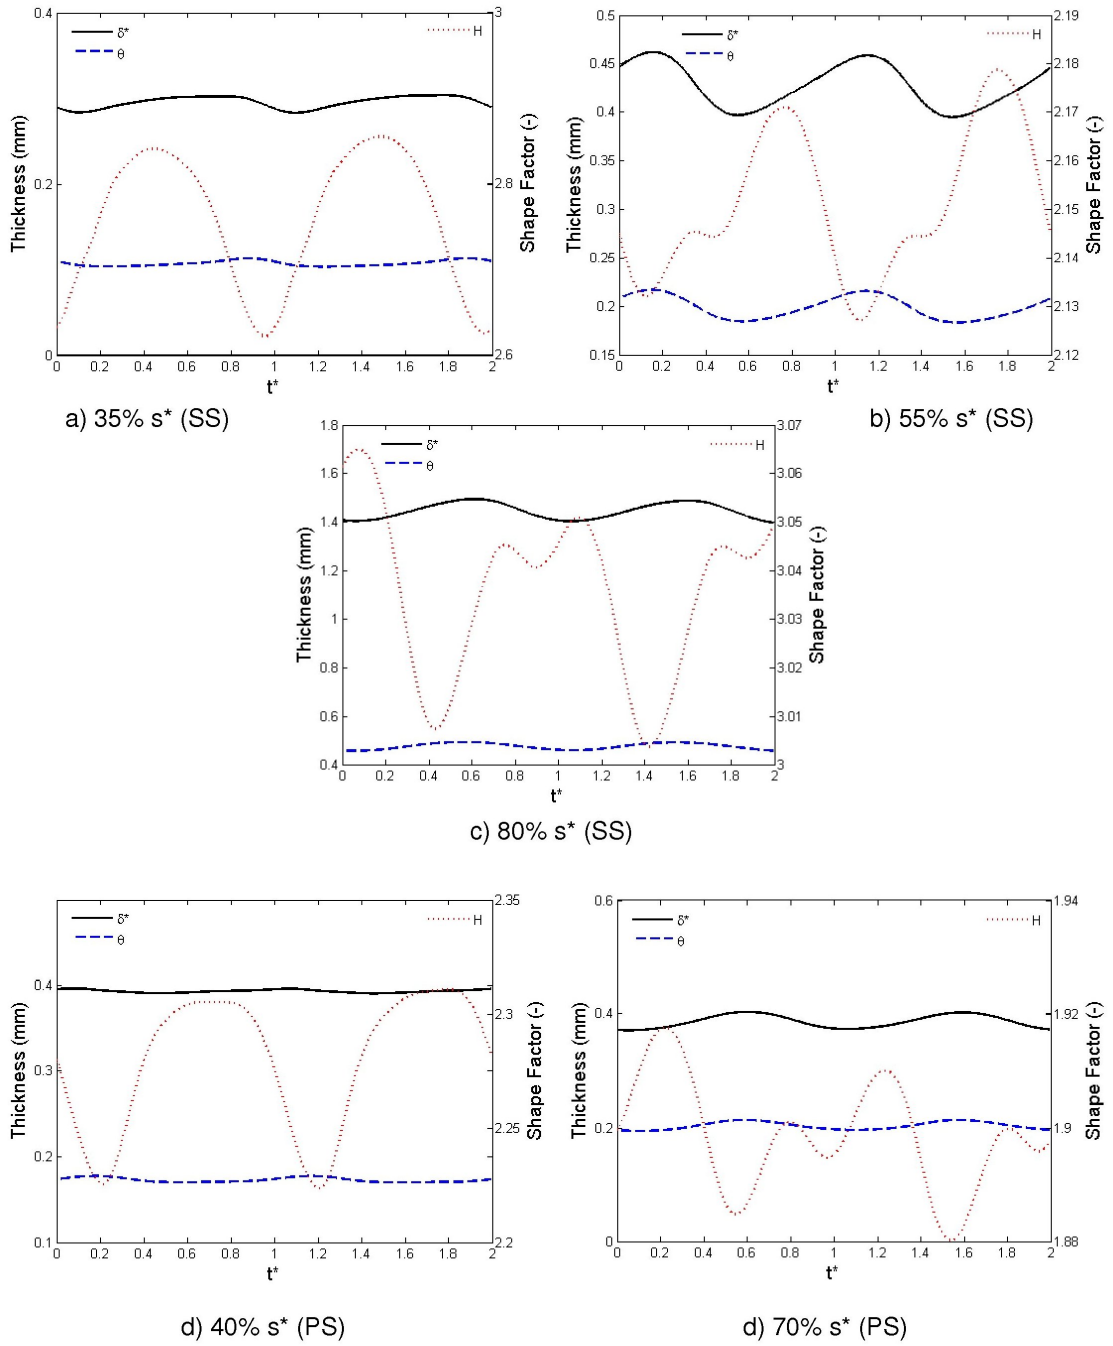 0.4
3
δ*
θ
H
0.2
2.8
0
2.6
Thickness (mm)
Shape Factor (-)
0 0.2 0.4 0.6 0.8 1 1.2 1.4 1.6 1.8 2
t*
a) 35% s* (SS)
0.5
2.19
δ*
θ
H
0.45
2.18
0.4
2.17
0.35
2.16
0.3
2.15
0.25
2.14
0.2
2.13
0.15
2.12
Thickness (mm)
Shape Factor (-)
0 0.2 0.4 0.6 0.8 1 1.2 1.4 1.6 1.8 2
t*
b) 55% s* (SS)
1.8
3.07
δ*
θ
H
1.6
3.06
1.4
3.05
1.2
3.04
1
3.03
0.8
3.02
0.6
3.01
0.4
3
Thickness (mm)
Shape Factor (-)
0 0.2 0.4 0.6 0.8 1 1.2 1.4 1.6 1.8 2
t*
c) 80% s* (SS)
2.35
δ*
θ
H
0.4
2.3
0.3
2.25
0.2
0.1
2.2
Thickness (mm)
Shape Factor (-)
0 0.2 0.4 0.6 0.8 1 1.2 1.4 1.6 1.8 2
t*
d) 40% s* (PS)
0.6
1.94
δ*
θ
H
0.4
1.92
0.2
1.9
0
1.88
Thickness (mm)
Shape Factor (-)
0 0.2 0.4 0.6 0.8 1 1.2 1.4 1.6 1.8 2
t*
d) 70% s* (PS)